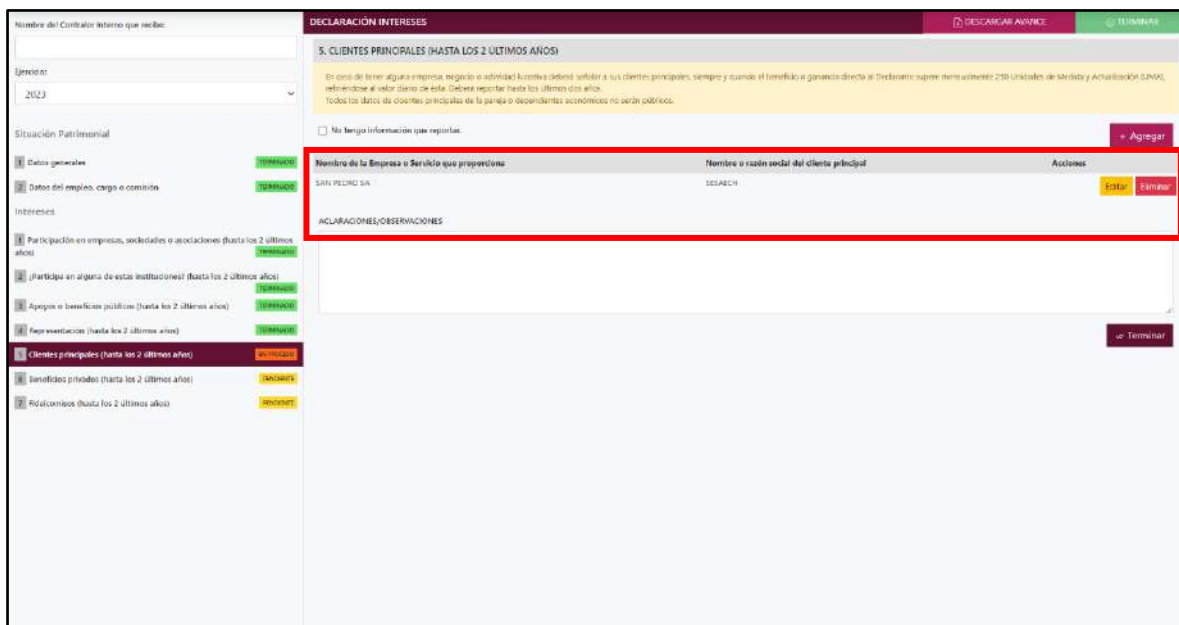 Nombre del Contralor interno que recibe:
Ejercicio:
2023
Situación Patrimonial
1 Datos generales TERMINADO
2 Datos del empleo, cargo o comisión TERMINADO
Intereses
1 Participación en empresas, sociedades o asociaciones (hasta los 2 últimos
años) TERMINADO
2 ¿Participa en alguna de estas instituciones? (hasta los 2 últimos años)
TERMINADO
3 Apoyos o beneficios públicos (hasta los 2 últimos años) TERMINADO
4 Representación (hasta los 2 últimos años) TERMINADO
5 Clientes principales (hasta los 2 últimos años) EN PROCESO
6 Beneficios privados (hasta los 2 últimos años) PENDIENTE
7 Fideicomisos (hasta los 2 últimos años) PENDIENTE
DECLARACIÓN INTERESES
DESCARGAR AVANCE
TERMINAR
5. CLIENTES PRINCIPALES (HASTA LOS 2 ÚLTIMOS AÑOS)
En caso de tener alguna empresa, negocio o actividad lucrativa deberá señalar a sus clientes principales, siempre y cuando el beneficio o ganancia directa al Declarante supere mensualmente 250 Unidades de Medida y Actualización (UMA),
refiriéndose al valor diario de ésta. Deberá reportar hasta los últimos dos años.
Todos los datos de clientes principales de la pareja o dependientes económicos no serán públicos.
No tengo información que reportar.
+ Agregar
Nombre de la Empresa o Servicio que proporciona Nombre o razón social del cliente principal Acciones
SAN PEDRO SA SESAECH Editar Eliminar
ACLARACIONES/OBSERVACIONES
Terminar